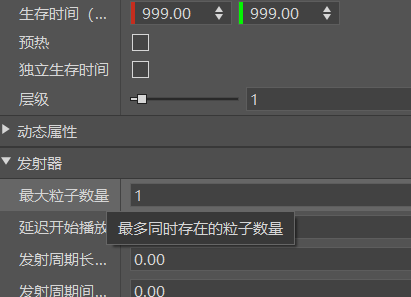 生存时间（... 999.00 999.00
预热
独立生存时间
层级 1
动态属性
发射器
最大粒子数量 1
延迟开始播放
最多同时存在的粒子数量
发射周期长... 0.00
发射周期间... 0.00